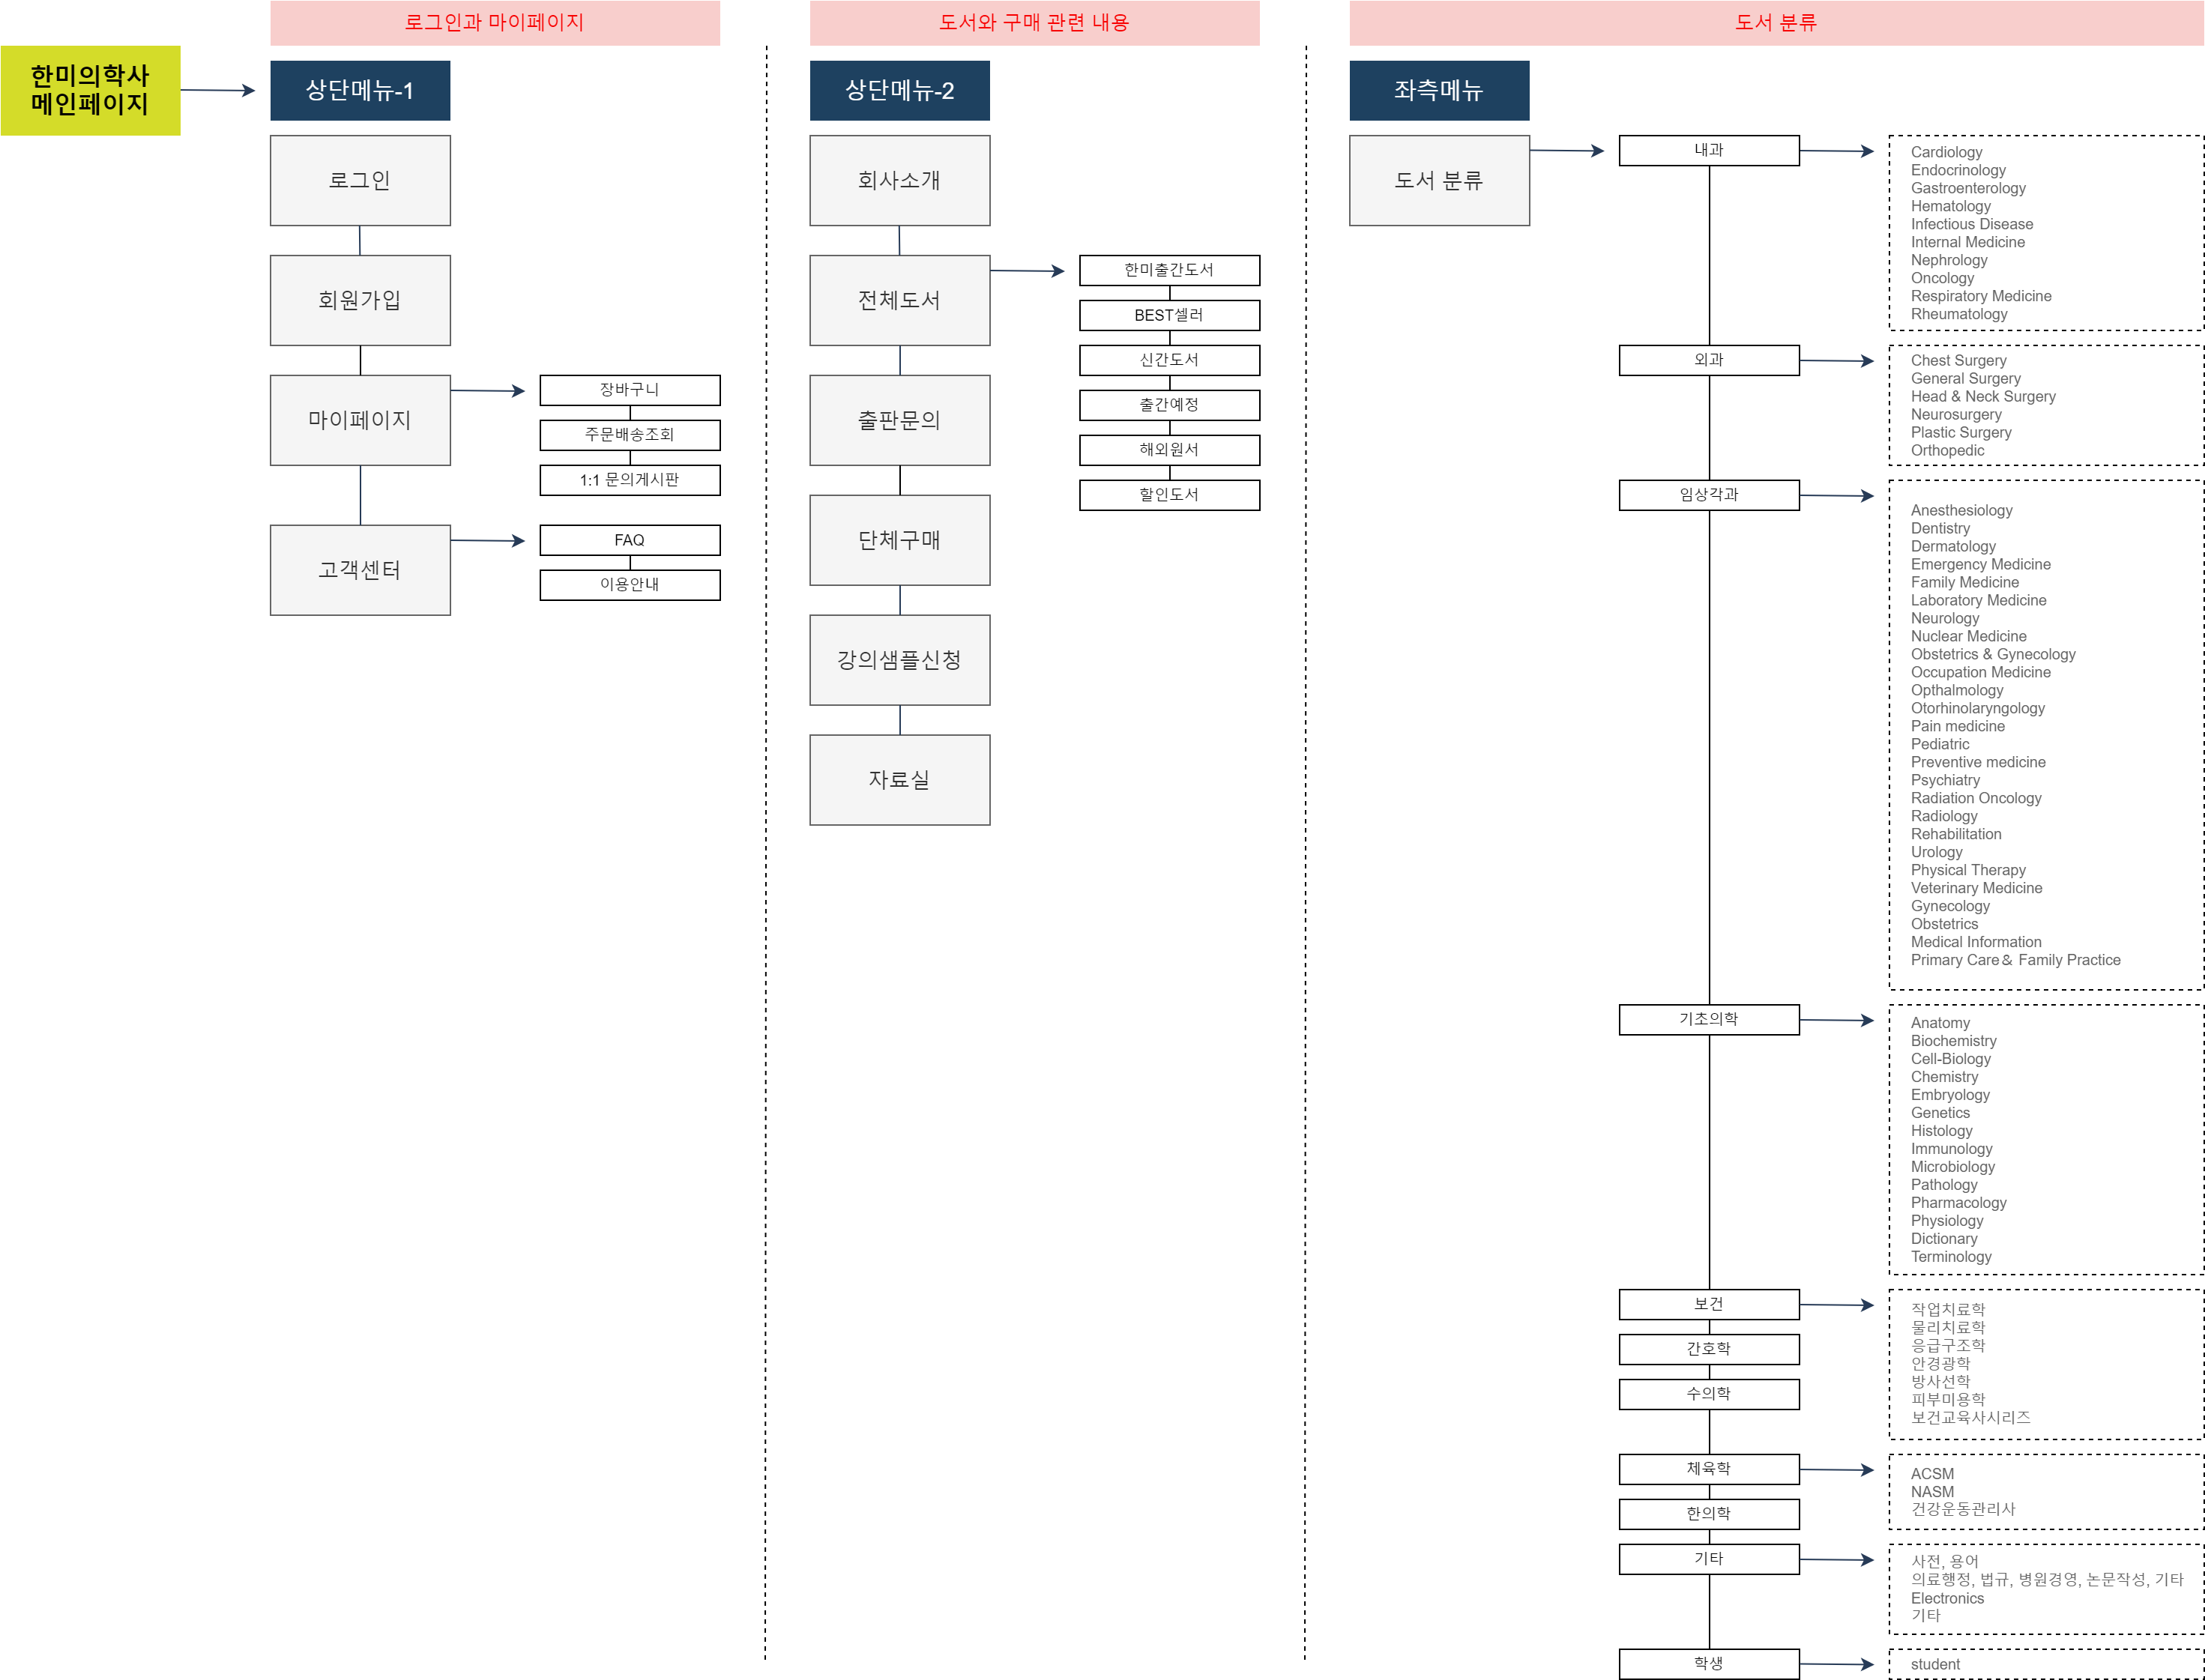 로그인과 마이페이지
도서와 구매 관련 내용
도서 분류
한미의학사
메인페이지
상단메뉴-1
로그인
회원가입
마이페이지
장바구니
주문배송조회
1:1 문의게시판
고객센터
FAQ
이용안내
상단메뉴-2
회사소개
전체도서
한미출간도서
BEST셀러
신간도서
출간예정
해외원서
할인도서
출판문의
단체구매
강의샘플신청
자료실
좌측메뉴
도서 분류
내과
Cardiology
Endocrinology
Gastroenterology
Hematology
Infectious Disease
Internal Medicine
Nephrology
Oncology
Respiratory Medicine
Rheumatology
외과
Chest Surgery
General Surgery
Head & Neck Surgery
Neurosurgery
Plastic Surgery
Orthopedic
임상각과
Anesthesiology
Dentistry
Dermatology
Emergency Medicine
Family Medicine
Laboratory Medicine
Neurology
Nuclear Medicine
Obstetrics & Gynecology
Occupation Medicine
Opthalmology
Otorhinolaryngology
Pain medicine
Pediatric
Preventive medicine
Psychiatry
Radiation Oncology
Radiology
Rehabilitation
Urology
Physical Therapy
Veterinary Medicine
Gynecology
Obstetrics
Medical Information
Primary Care＆ Family Practice
기초의학
Anatomy
Biochemistry
Cell-Biology
Chemistry
Embryology
Genetics
Histology
Immunology
Microbiology
Pathology
Pharmacology
Physiology
Dictionary
Terminology
보건
작업치료학
물리치료학
응급구조학
안경광학
방사선학
피부미용학
보건교육사시리즈
간호학
수의학
체육학
ACSM
NASM
건강운동관리사
한의학
기타
사전, 용어
의료행정, 법규, 병원경영, 논문작성, 기타
Electronics
기타
학생
student